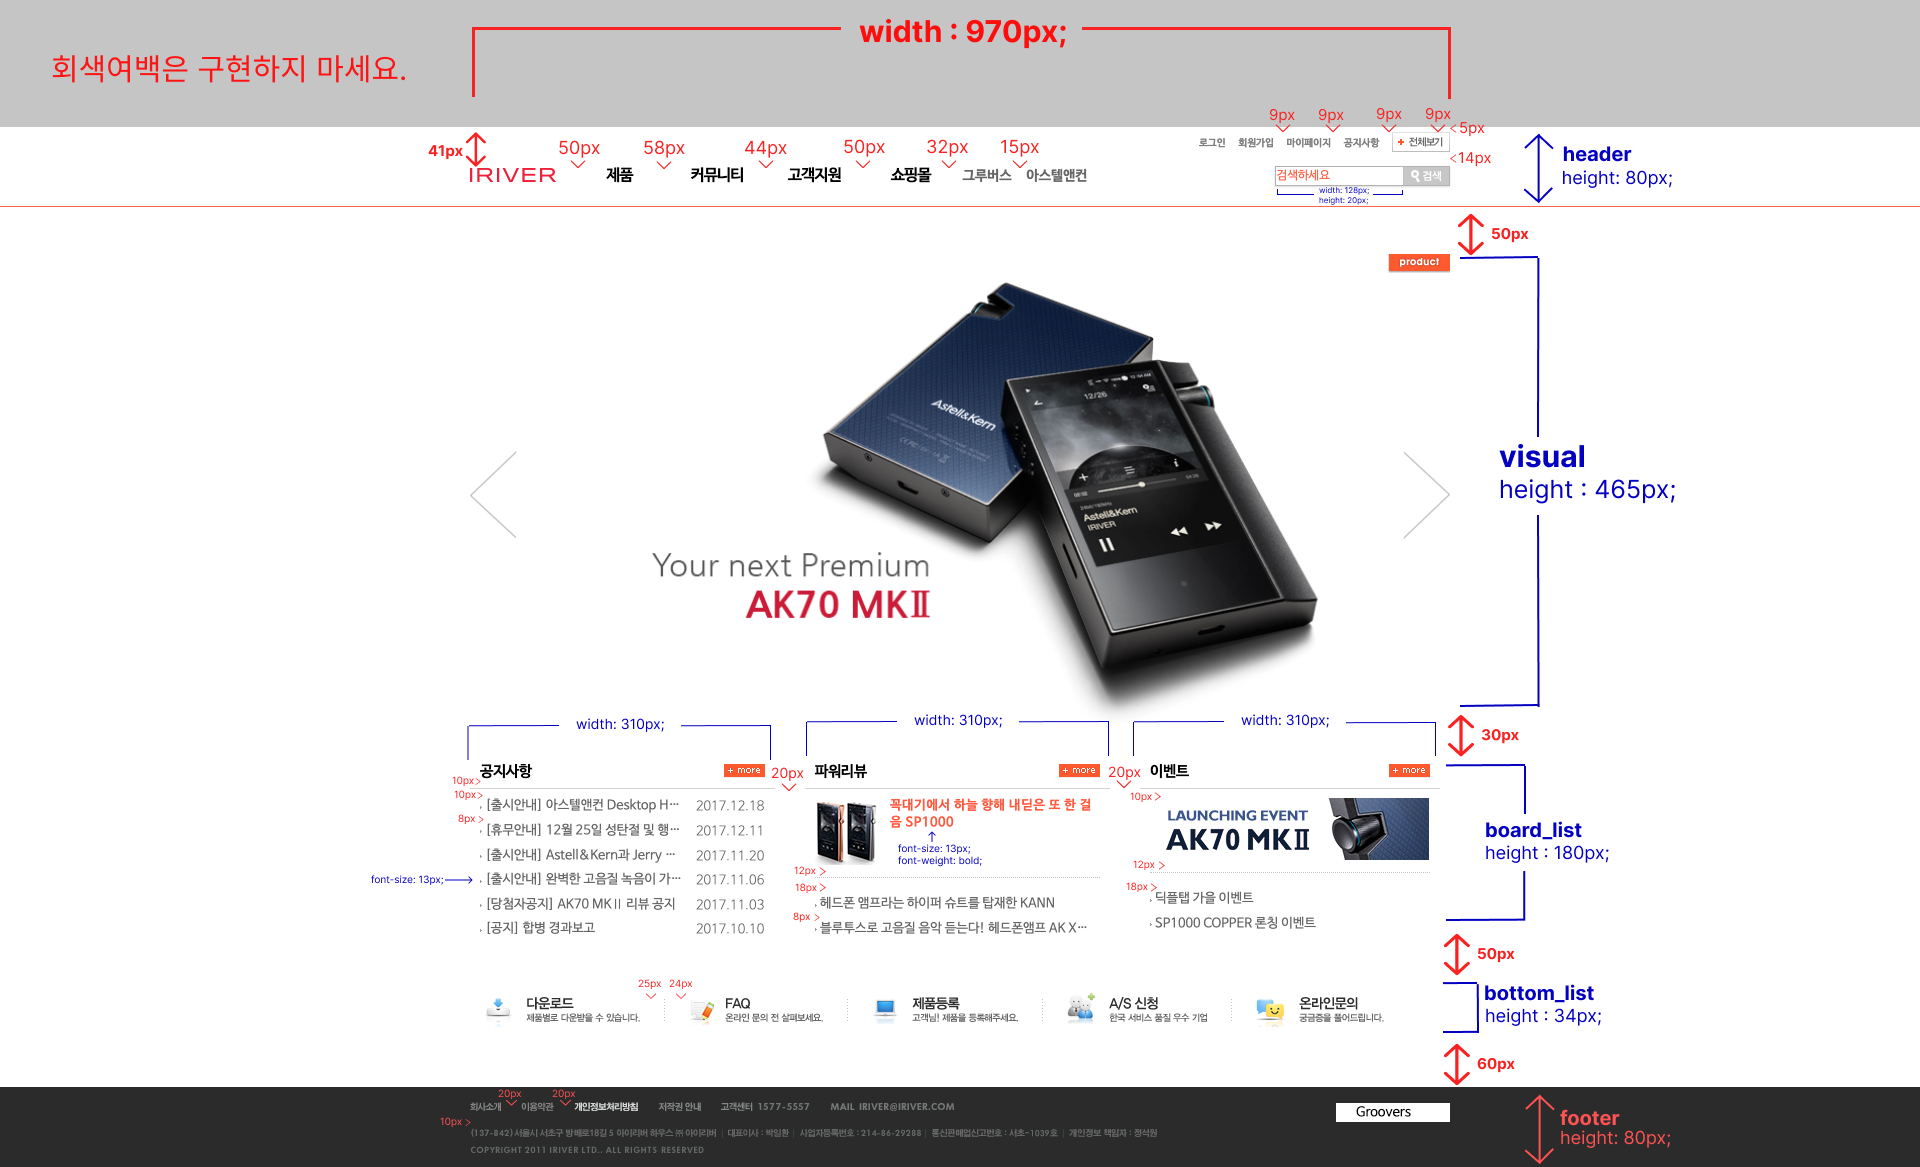 width : 970px;
회색여백은 구현하지 마세요.
9px 9px 9px 9px
5px
로그인 회원가입 마이페이지 공지사항 + 전체보기
41px 50px 58px 44px 50px 32px 15px
14px
header
height: 80px;
IRIVER 제품 커뮤니티 고객지원 쇼핑몰 그루버스 아스텔앤컨
검색하세요 검색
width: 128px;
height: 20px;
50px
product
12/26
Astell&Kern
Astell&Kern
IRIVER
visual
height : 465px;
Your next Premium
AK70 MKⅡ
width: 310px; width: 310px; width: 310px;
30px
공지사항 + more 20px 파워리뷰 + more 20px 이벤트 + more
10px
10px
[출시안내] 아스텔앤컨 Desktop H··· 2017.12.18
8px
[휴무안내] 12월 25일 성탄절 및 행··· 2017.12.11
[출시안내] Astell&Kern과 Jerry ··· 2017.11.20
font-size: 13px;
[출시안내] 완벽한 고음질 녹음이 가··· 2017.11.06
[당첨자공지] AK70 MKⅡ 리뷰 공지 2017.11.03
[공지] 합병 경과보고 2017.10.10
꼭대기에서 하늘 향해 내딛은 또 한 걸
음 SP1000
font-size: 13px;
font-weight: bold;
12px
18px
헤드폰 앰프라는 하이퍼 슈트를 탑재한 KANN
8px
블루투스로 고음질 음악 듣는다! 헤드폰앰프 AK X···
10px
LAUNCHING EVENT
AK70 MKⅡ
12px
18px
딕플탭 가을 이벤트
SP1000 COPPER 론칭 이벤트
board_list
height : 180px;
50px
25px 24px
다운로드
제품별로 다운받을 수 있습니다.
FAQ
온라인 문의 전 살펴보세요.
제품등록
고객님! 제품을 등록해주세요.
A/S 신청
한국 서비스 품질 우수 기업
온라인문의
궁금증을 풀어드립니다.
bottom_list
height : 34px;
60px
20px 20px
회사소개 이용약관 개인정보처리방침 저작권 안내 고객센터 1577-5557 MAIL IRIVER@IRIVER.COM
Groovers
10px
(137-842) 서울시 서초구 방배로18길 5 아이리버 하우스 ㈜ 아이리버 | 대표이사 : 박일환 | 사업자등록번호 : 214-86-29288 | 통신판매업신고번호 : 서초-1039호 | 개인정보 책임자 : 정석원
COPYRIGHT 2011 IRIVER LTD.. ALL RIGHTS RESERVED
footer
height: 80px;